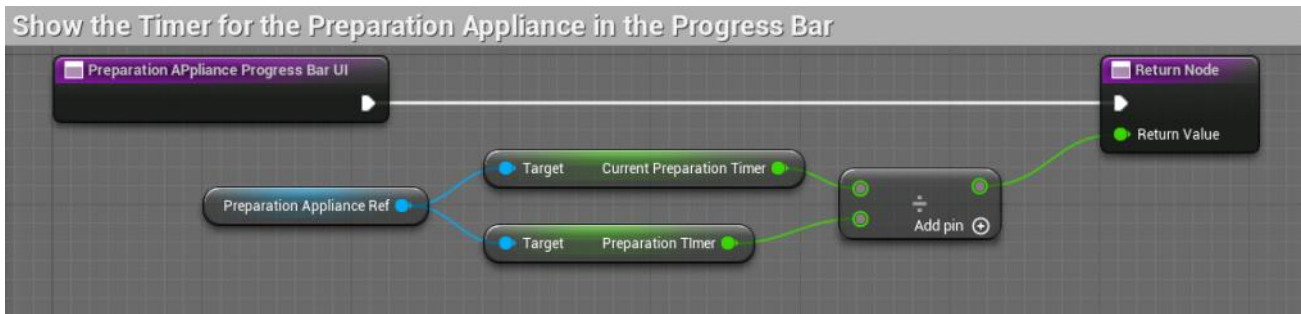 Show the Timer for the Preparation Appliance in the Progress Bar
Preparation APpliance Progress Bar UI
Return Node
Return Value
Target Current Preparation Timer
Preparation Appliance Ref
÷
Add pin
Target Preparation TImer